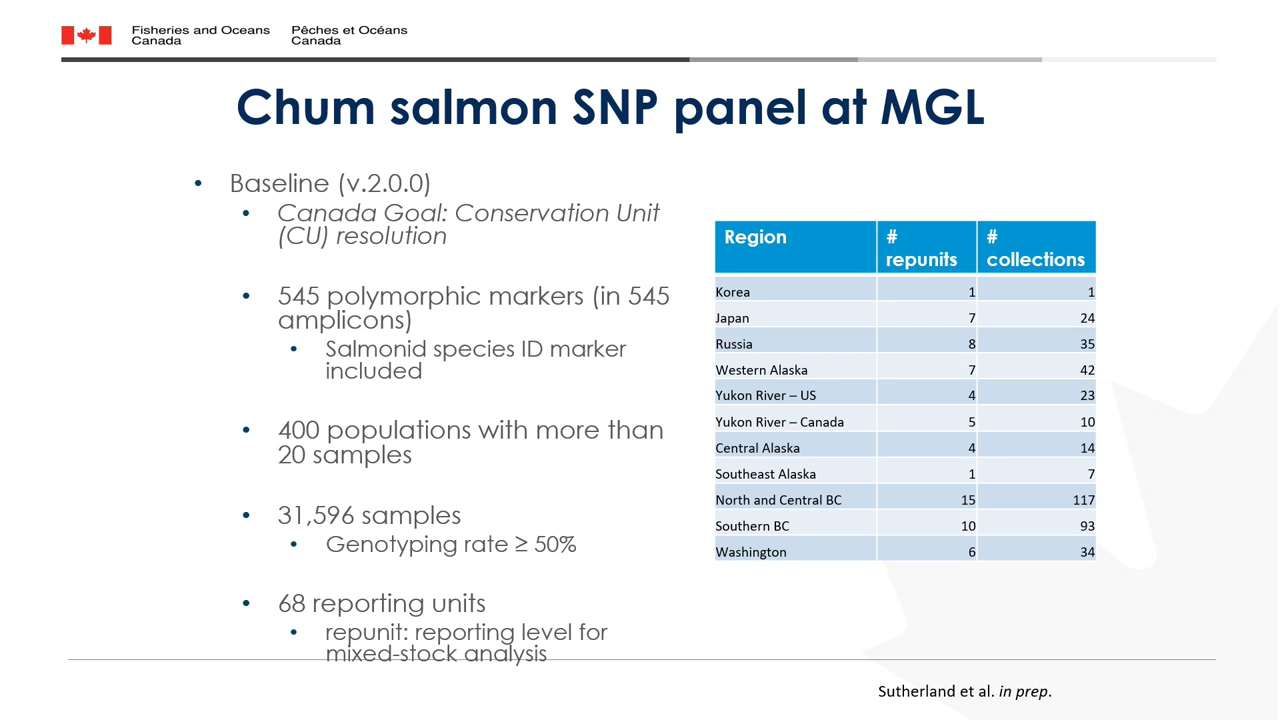 Fisheries and Oceans Pêches et Océans
Canada Canada
Chum salmon SNP panel at MGL
• Baseline (v.2.0.0)
• Canada Goal: Conservation Unit
(CU) resolution
• 545 polymorphic markers (in 545
amplicons)
• Salmonid species ID marker
included
• 400 populations with more than
20 samples
• 31,596 samples
• Genotyping rate ≥ 50%
• 68 reporting units
• repunit: reporting level for
mixed-stock analysis
Region # repunits # collections
Korea 1 1
Japan 7 24
Russia 8 35
Western Alaska 7 42
Yukon River – US 4 23
Yukon River – Canada 5 10
Central Alaska 4 14
Southeast Alaska 1 7
North and Central BC 15 117
Southern BC 10 93
Washington 6 34
Sutherland et al. in prep.